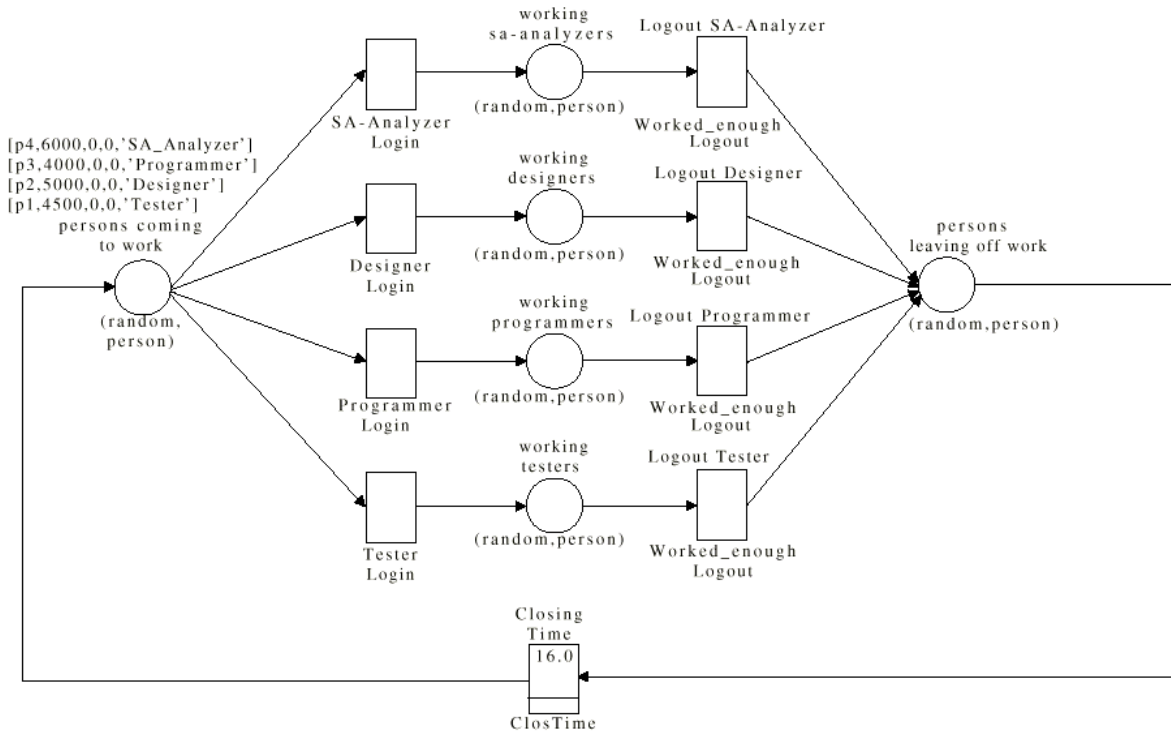 working
sa-analyzers
(random,person)
SA-Analyzer
Login
Logout SA-Analyzer
Worked_enough
Logout
[p4,6000,0,0,'SA_Analyzer']
[p3,4000,0,0,'Programmer']
[p2,5000,0,0,'Designer']
[p1,4500,0,0,'Tester']
persons coming
to work
(random,
person)
working
designers
(random,person)
Designer
Login
Logout Designer
Worked_enough
Logout
persons
leaving off work
(random,person)
working
programmers
(random,person)
Programmer
Login
Logout Programmer
Worked_enough
Logout
working
testers
(random,person)
Tester
Login
Logout Tester
Worked_enough
Logout
Closing
Time
16.0
ClosTime